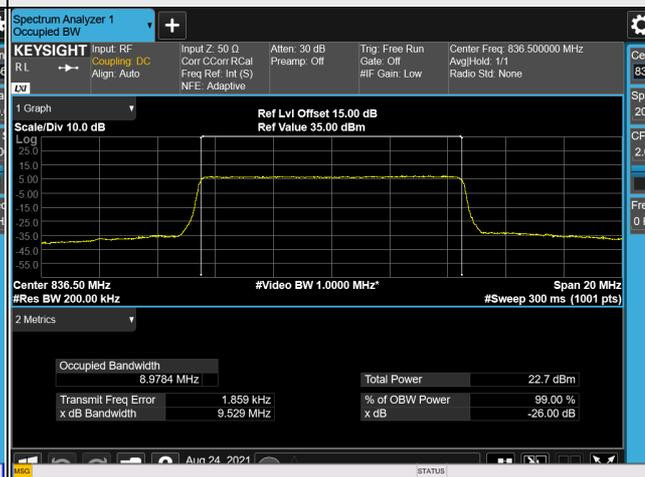 Spectrum Analyzer 1
Occupied BW
KEYSIGHT
Input: RF
Input Z: 50 Ω
Atten: 30 dB
Trig: Free Run
Center Freq: 836.500000 MHz
R L
Coupling: DC
Corr CCorr RCal
Preamp: Off
Gate: Off
Avg|Hold: 1/1
Align: Auto
Freq Ref: Int (S)
#IF Gain: Low
Radio Std: None
LXI
NFE: Adaptive
1 Graph
Ref Lvl Offset 15.00 dB
Scale/Div 10.0 dB
Ref Value 35.00 dBm
Log
25.0
15.0
5.00
-5.00
-15.0
-25.0
-35.0
-45.0
-55.0
Center 836.50 MHz
#Video BW 1.0000 MHz*
Span 20 MHz
#Res BW 200.00 kHz
#Sweep 300 ms (1001 pts)
2 Metrics
Occupied Bandwidth
8.9784 MHz
Total Power
22.7 dBm
Transmit Freq Error
1.859 kHz
% of OBW Power
99.00 %
x dB Bandwidth
9.529 MHz
x dB
-26.00 dB
Aug 24, 2021
MSG
STATUS